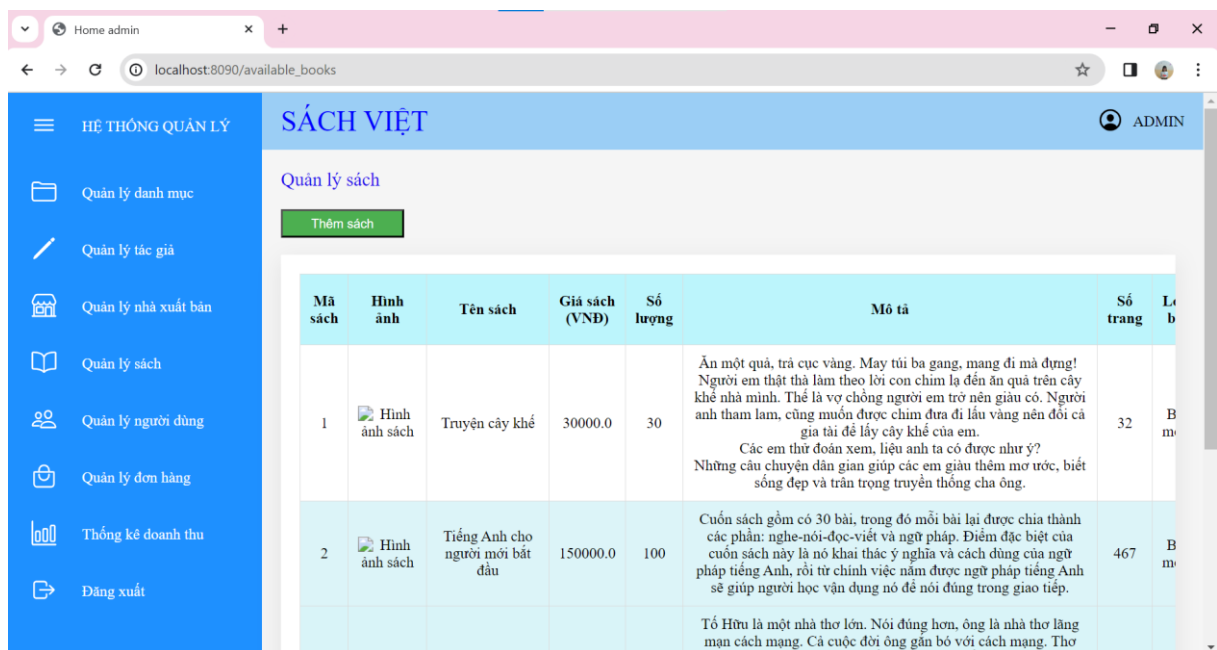 Home admin
localhost:8090/available_books
HỆ THỐNG QUẢN LÝ
SÁCH VIỆT
ADMIN
Quản lý danh mục
Quản lý tác giả
Quản lý nhà xuất bản
Quản lý sách
Quản lý người dùng
Quản lý đơn hàng
Thống kê doanh thu
Đăng xuất
Quản lý sách
Thêm sách
Mã sách
Hình ảnh
Tên sách
Giá sách (VNĐ)
Số lượng
Mô tả
Số trang
1
Hình ảnh sách
Truyện cây khế
30000.0
30
Ăn một quả, trả cục vàng. May túi ba gang, mang đi mà đựng!
Người em thật thà làm theo lời con chim lạ đến ăn quả trên cây
khế nhà mình. Thế là vợ chồng người em trở nên giàu có. Người
anh tham lam, cũng muốn được chim đưa đi lấu vàng nên đổi cả
gia tài để lấy cây khế của em.
Các em thử đoán xem, liệu anh ta có được như ý?
Những câu chuyện dân gian giúp các em giàu thêm mơ ước, biết
sống đẹp và trân trọng truyền thống cha ông.
32
2
Hình ảnh sách
Tiếng Anh cho
người mới bắt
đầu
150000.0
100
Cuốn sách gồm có 30 bài, trong đó mỗi bài lại được chia thành
các phần: nghe-nói-đọc-viết và ngữ pháp. Điểm đặc biệt của
cuốn sách này là nó khai thác ý nghĩa và cách dùng của ngữ
pháp tiếng Anh, rồi từ chính việc nắm được ngữ pháp tiếng Anh
sẽ giúp người học vận dụng nó để nói đúng trong giao tiếp.
467
Tố Hữu là một nhà thơ lớn. Nói đúng hơn, ông là nhà thơ lãng
mạn cách mạng. Cả cuộc đời ông gắn bó với cách mạng. Thơ